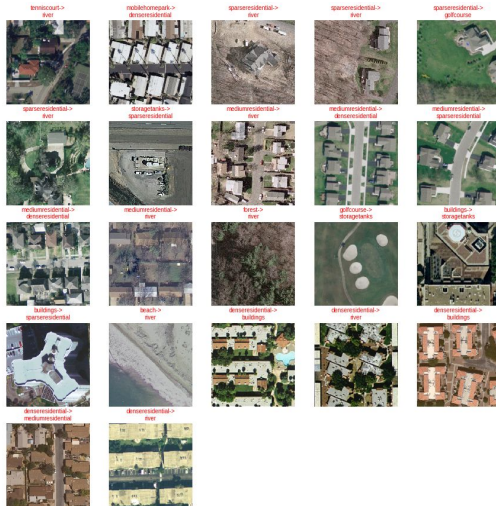 tenniscourt->
river
mobilehomepark->
denseresidential
sparseresidential->
river
sparseresidential->
river
sparseresidential->
golfcourse
sparseresidential->
river
storagetanks->
sparseresidential
mediumresidential->
river
mediumresidential->
denseresidential
mediumresidential->
sparseresidential
mediumresidential->
denseresidential
mediumresidential->
river
forest->
river
golfcourse->
storagetanks
buildings->
storagetanks
buildings->
sparseresidential
beach->
river
denseresidential->
buildings
denseresidential->
river
denseresidential->
buildings
denseresidential->
mediumresidential
denseresidential->
river